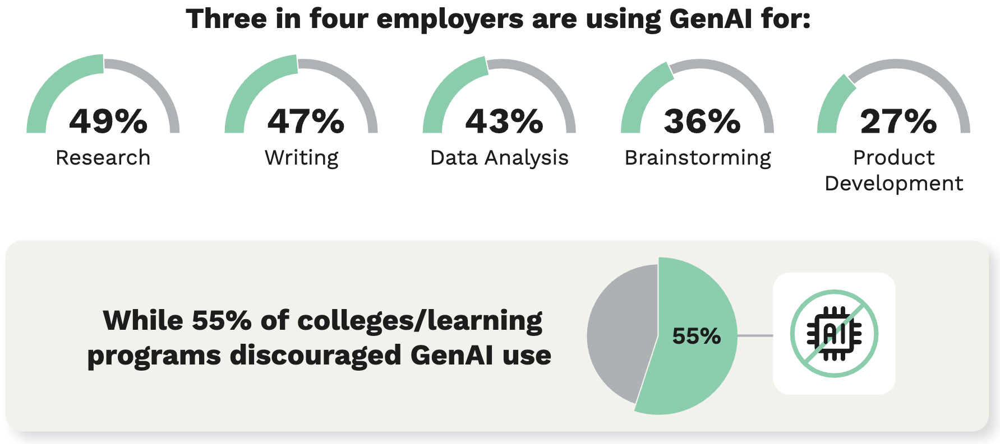 Three in four employers are using GenAI for:
49%
Research
47%
Writing
43%
Data Analysis
36%
Brainstorming
27%
Product
Development
While 55% of colleges/learning
programs discouraged GenAI use
55%
AI